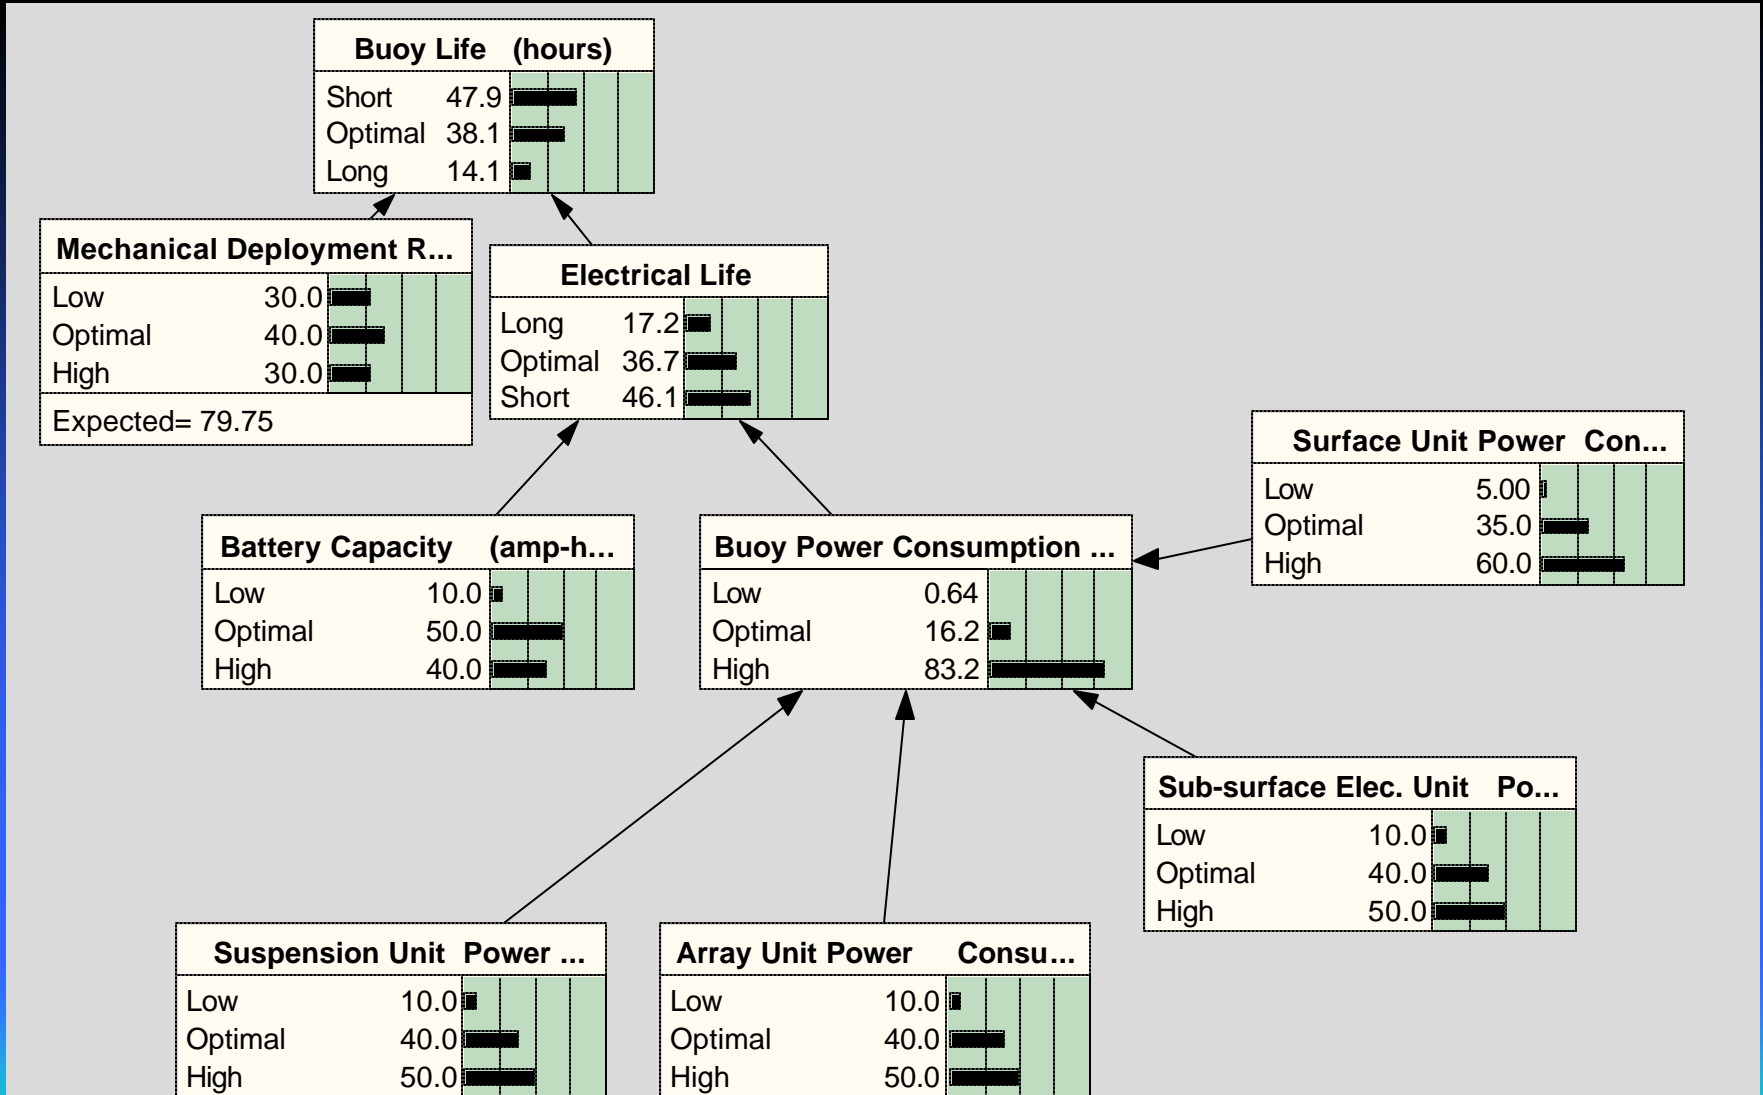 Buoy Life (hours)
Short 47.9
Optimal 38.1
Long 14.1
Mechanical Deployment R...
Low 30.0
Optimal 40.0
High 30.0
Expected= 79.75
Electrical Life
Long 17.2
Optimal 36.7
Short 46.1
Surface Unit Power Con...
Low 5.00
Optimal 35.0
High 60.0
Battery Capacity (amp-h...
Low 10.0
Optimal 50.0
High 40.0
Buoy Power Consumption ...
Low 0.64
Optimal 16.2
High 83.2
Sub-surface Elec. Unit Po...
Low 10.0
Optimal 40.0
High 50.0
Suspension Unit Power ...
Low 10.0
Optimal 40.0
High 50.0
Array Unit Power Consu...
Low 10.0
Optimal 40.0
High 50.0